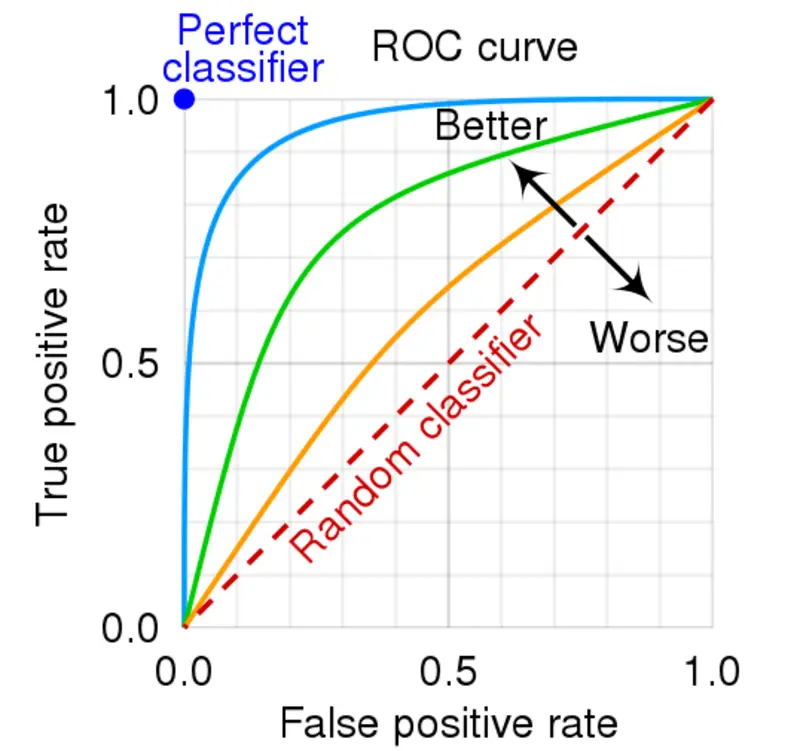 Perfect
classifier
ROC curve
1.0
Better
True positive rate
0.5
Worse
Random classifier
0.0
0.0
0.5
1.0
False positive rate